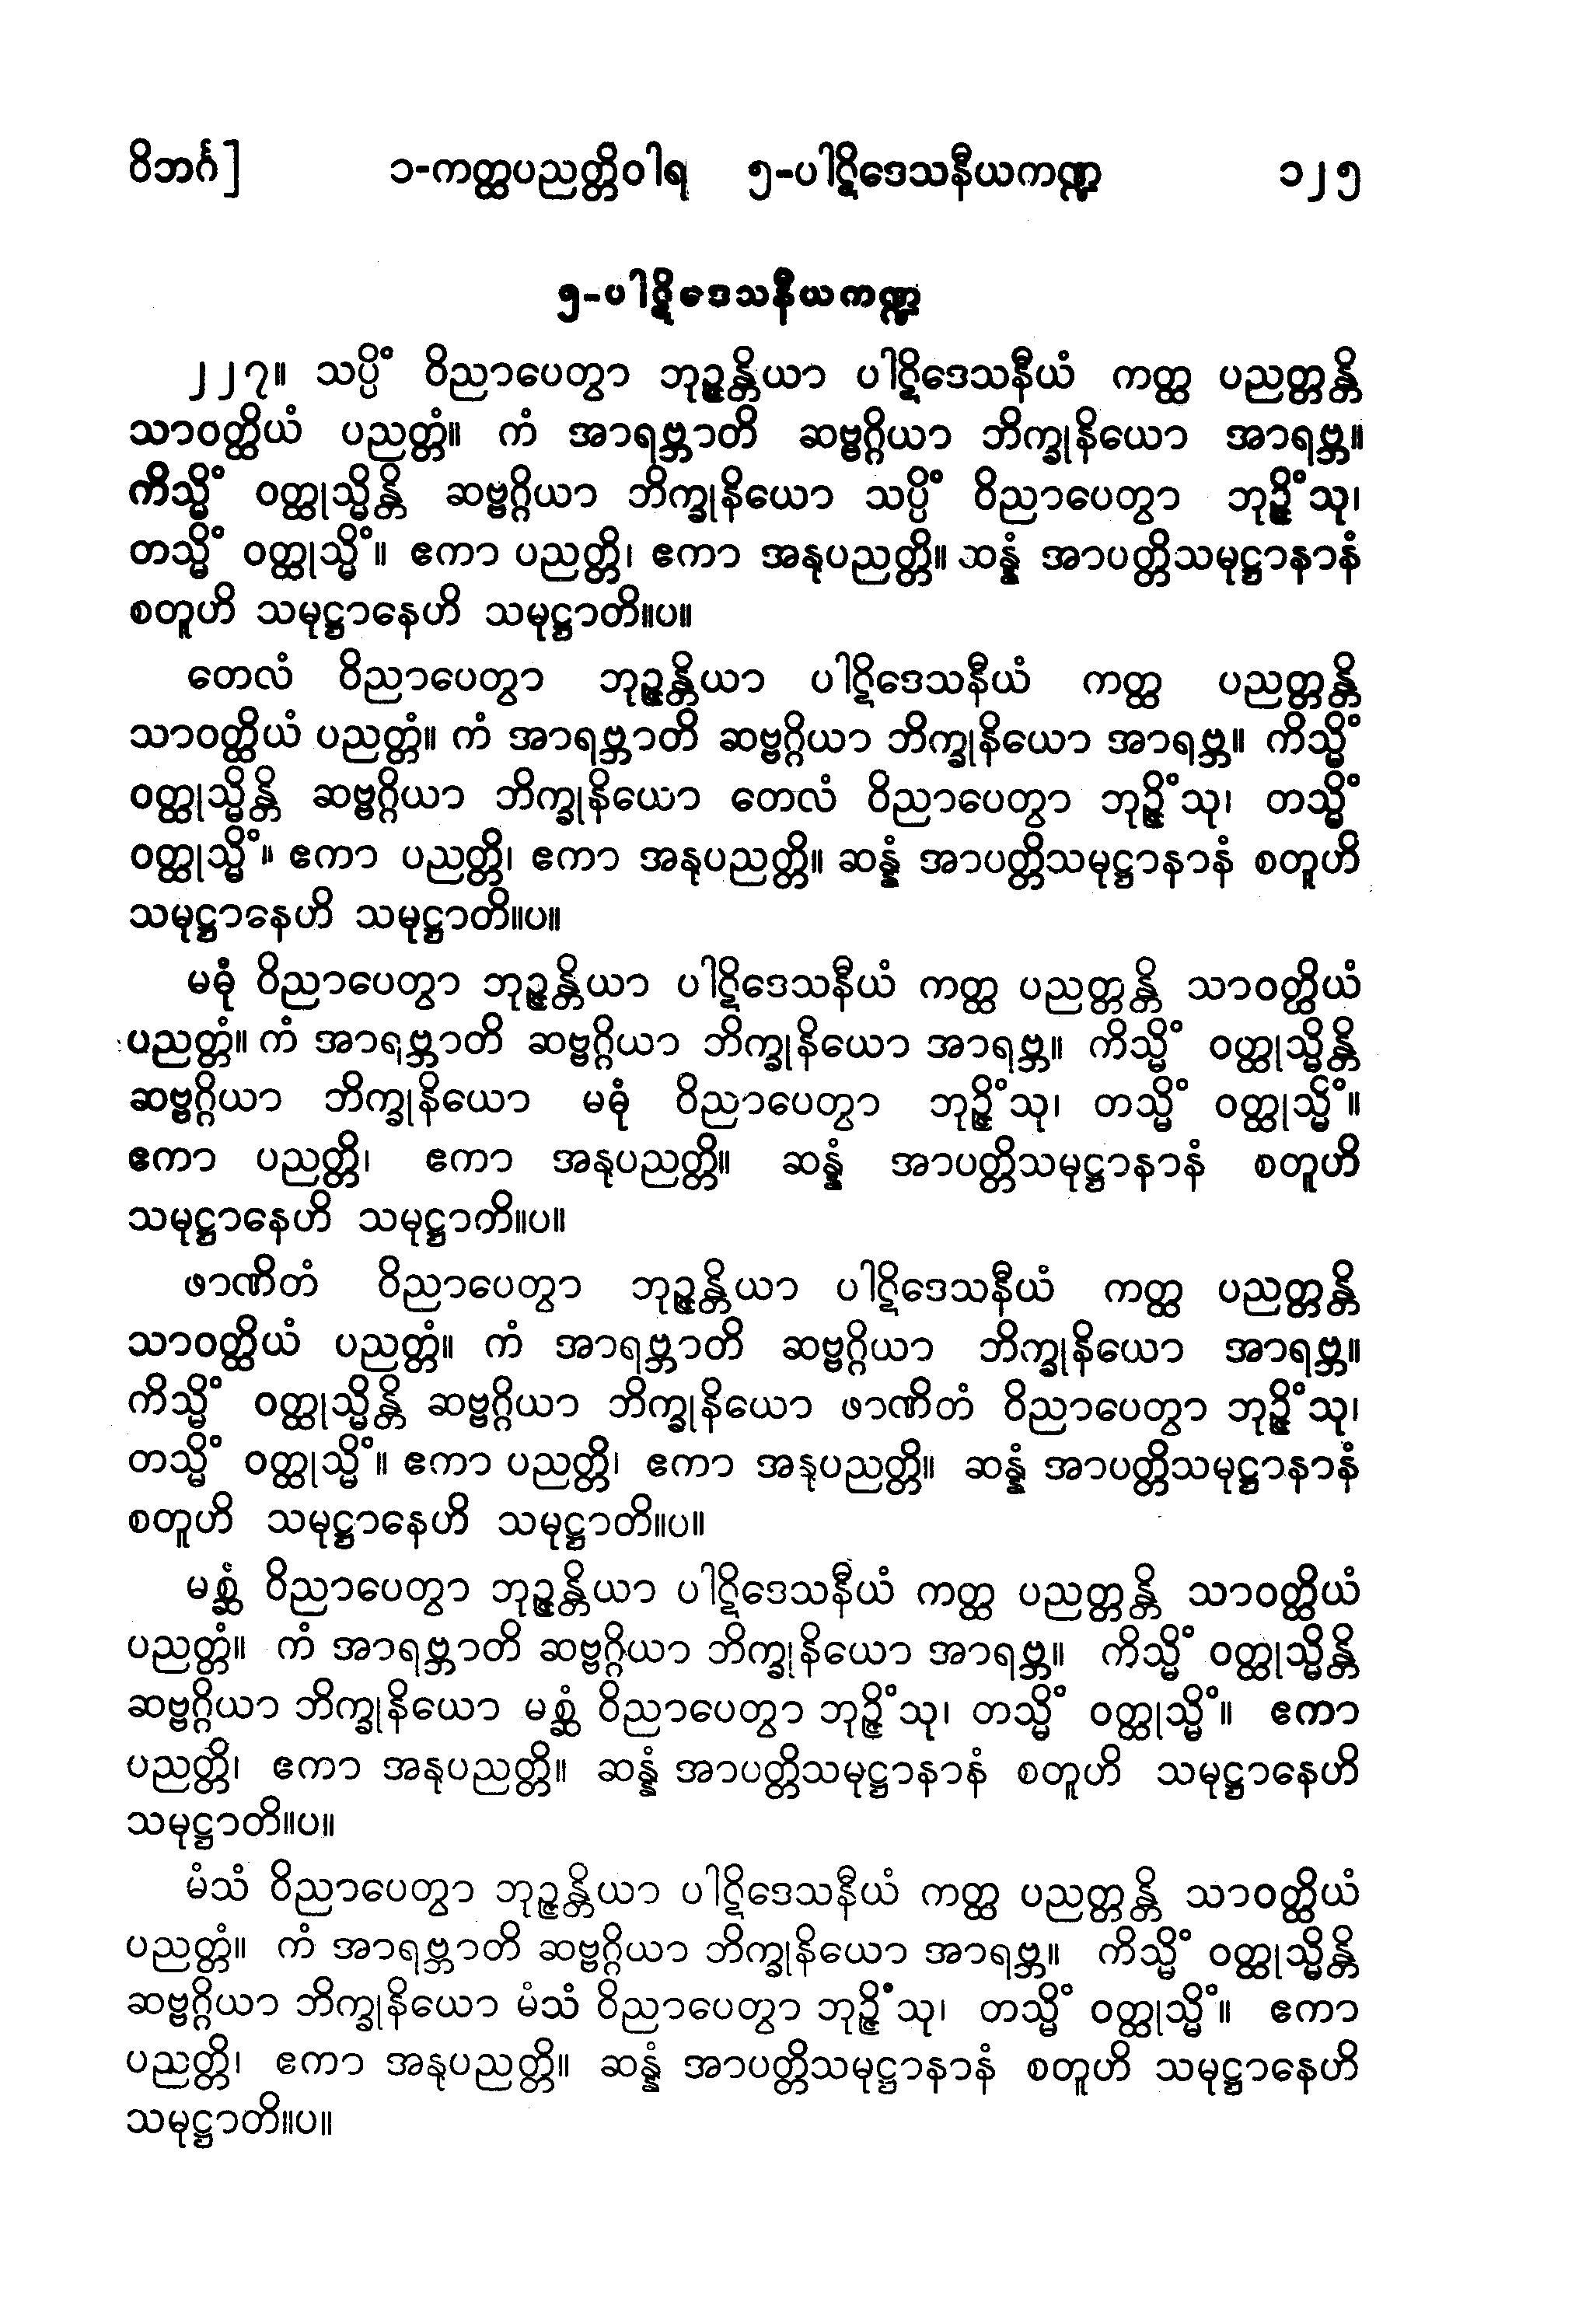 ဝိဘင်္ဂ] ၁-ကတ္ထပညတ္တိဝါရ ၅-ပါဋိဒေသနီယကဏ္ဍ ၁၂၅
၅-ပါဋိဒေသနီယကဏ္ဍ
၂၂၇။ သပ္ပိံ ဝိညာပေတွာ ဘုဉ္ဇန္တိယာ ပါဋိဒေသနီယံ ကတ္ထ ပညတ္တန္တိ
သာဝတ္ထိယံ ပညတ္တံ။ ကံ အာရဗ္ဘာတိ ဆဗ္ဗဂ္ဂိယာ ဘိက္ခုနိယော အာရဗ္ဘ။
ကိသ္မိံ ဝတ္ထုသ္မိန္တိ ဆဗ္ဗဂ္ဂိယာ ဘိက္ခုနိယော သပ္ပိံ ဝိညာပေတွာ ဘုဉ္ဇိံသု၊
တသ္မိံ ဝတ္ထုသ္မိံ။ ဧကာ ပညတ္တိ၊ ဧကာ အနုပညတ္တိ။ ဆန္နံ အာပတ္တိသမုဋ္ဌာနာနံ
စတူဟိ သမုဋ္ဌာနေဟိ သမုဋ္ဌာတိ။ပ။
တေလံ ဝိညာပေတွာ ဘုဉ္ဇန္တိယာ ပါဋိဒေသနီယံ ကတ္ထ ပညတ္တန္တိ
သာဝတ္ထိယံ ပညတ္တံ။ ကံ အာရဗ္ဘာတိ ဆဗ္ဗဂ္ဂိယာ ဘိက္ခုနိယော အာရဗ္ဘ။ ကိသ္မိံ
ဝတ္ထုသ္မိန္တိ ဆဗ္ဗဂ္ဂိယာ ဘိက္ခုနိယော တေလံ ဝိညာပေတွာ ဘုဉ္ဇိံသု၊ တသ္မိံ
ဝတ္ထုသ္မိံ။ ဧကာ ပညတ္တိ၊ ဧကာ အနုပညတ္တိ။ ဆန္နံ အာပတ္တိသမုဋ္ဌာနာနံ စတူဟိ
သမုဋ္ဌာနေဟိ သမုဋ္ဌာတိ။ပ။
မဓုံ ဝိညာပေတွာ ဘုဉ္ဇန္တိယာ ပါဋိဒေသနီယံ ကတ္ထ ပညတ္တန္တိ သာဝတ္ထိယံ
ပညတ္တံ။ ကံ အာရဗ္ဘာတိ ဆဗ္ဗဂ္ဂိယာ ဘိက္ခုနိယော အာရဗ္ဘ။ ကိသ္မိံ ဝတ္ထုသ္မိန္တိ
ဆဗ္ဗဂ္ဂိယာ ဘိက္ခုနိယော မဓုံ ဝိညာပေတွာ ဘုဉ္ဇိံသု၊ တသ္မိံ ဝတ္ထုသ္မိံ။
ဧကာ ပညတ္တိ၊ ဧကာ အနုပညတ္တိ။ ဆန္နံ အာပတ္တိသမုဋ္ဌာနာနံ စတူဟိ
သမုဋ္ဌာနေဟိ သမုဋ္ဌာတိ။ပ။
ဖာဏိတံ ဝိညာပေတွာ ဘုဉ္ဇန္တိယာ ပါဋိဒေသနီယံ ကတ္ထ ပညတ္တန္တိ
သာဝတ္ထိယံ ပညတ္တံ။ ကံ အာရဗ္ဘာတိ ဆဗ္ဗဂ္ဂိယာ ဘိက္ခုနိယော အာရဗ္ဘ။
ကိသ္မိံ ဝတ္ထုသ္မိန္တိ ဆဗ္ဗဂ္ဂိယာ ဘိက္ခုနိယော ဖာဏိတံ ဝိညာပေတွာ ဘုဉ္ဇိံသု၊
တသ္မိံ ဝတ္ထုသ္မိံ။ ဧကာ ပညတ္တိ၊ ဧကာ အနုပညတ္တိ။ ဆန္နံ အာပတ္တိသမုဋ္ဌာနာနံ
စတူဟိ သမုဋ္ဌာနေဟိ သမုဋ္ဌာတိ။ပ။
မစ္ဆံ ဝိညာပေတွာ ဘုဉ္ဇန္တိယာ ပါဋိဒေသနီယံ ကတ္ထ ပညတ္တန္တိ သာဝတ္ထိယံ
ပညတ္တံ။ ကံ အာရဗ္ဘာတိ ဆဗ္ဗဂ္ဂိယာ ဘိက္ခုနိယော အာရဗ္ဘ။ ကိသ္မိံ ဝတ္ထုသ္မိန္တိ
ဆဗ္ဗဂ္ဂိယာ ဘိက္ခုနိယော မစ္ဆံ ဝိညာပေတွာ ဘုဉ္ဇိံသု၊ တသ္မိံ ဝတ္ထုသ္မိံ။ ဧကာ
ပညတ္တိ၊ ဧကာ အနုပညတ္တိ။ ဆန္နံ အာပတ္တိသမုဋ္ဌာနာနံ စတူဟိ သမုဋ္ဌာနေဟိ
သမုဋ္ဌာတိ။ပ။
မံသံ ဝိညာပေတွာ ဘုဉ္ဇန္တိယာ ပါဋိဒေသနီယံ ကတ္ထ ပညတ္တန္တိ သာဝတ္ထိယံ
ပညတ္တံ။ ကံ အာရဗ္ဘာတိ ဆဗ္ဗဂ္ဂိယာ ဘိက္ခုနိယော အာရဗ္ဘ။ ကိသ္မိံ ဝတ္ထုသ္မိန္တိ
ဆဗ္ဗဂ္ဂိယာ ဘိက္ခုနိယော မံသံ ဝိညာပေတွာ ဘုဉ္ဇိံသု၊ တသ္မိံ ဝတ္ထုသ္မိံ။ ဧကာ
ပညတ္တိ၊ ဧကာ အနုပညတ္တိ။ ဆန္နံ အာပတ္တိသမုဋ္ဌာနာနံ စတူဟိ သမုဋ္ဌာနေဟိ
သမုဋ္ဌာတိ။ပ။